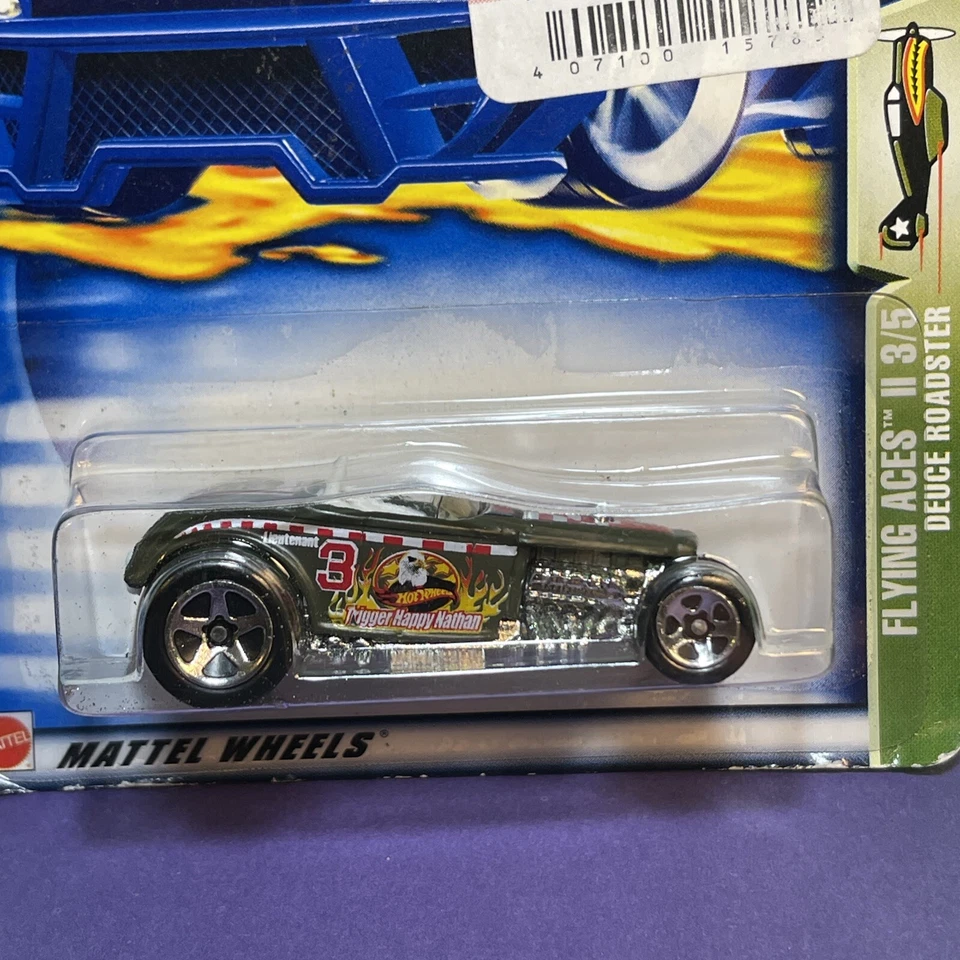 4 07100 1578
FLYING ACES™ II 3/5
DEUCE ROADSTER
Lieutenant
3
HOT WHEELS
Trigger Happy Nathan
MATTEL
MATTEL WHEELS®